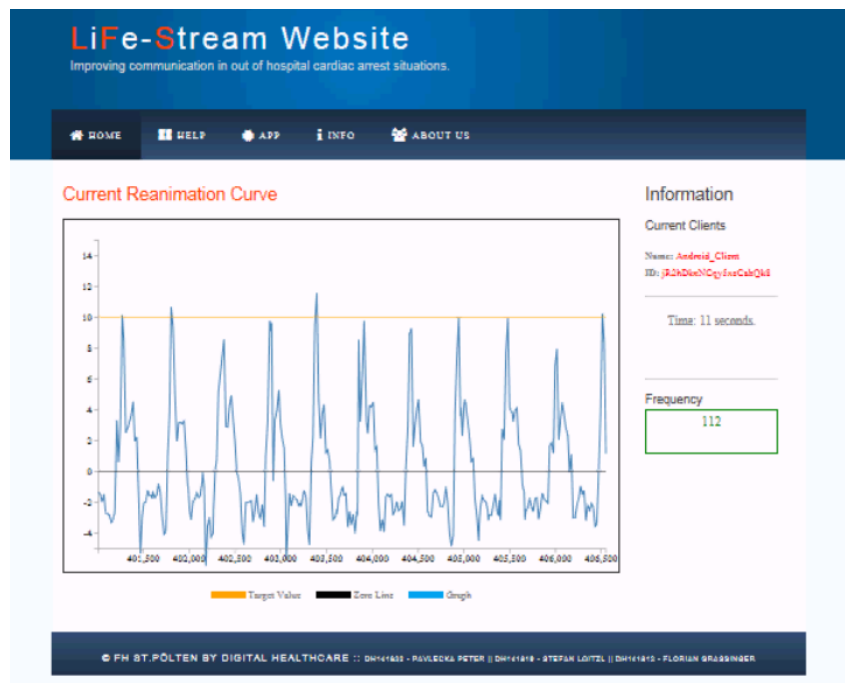 LiFe-Stream Website
Improving communication in out of hospital cardiac arrest situations.
HOME HELP APP INFO ABOUT US
Current Reanimation Curve
14
12
10
8
6
4
2
0
-2
-4
401,500 402,000 402,500 403,000 403,500 404,000 404,500 405,000 405,500 406,000 406,500
Target Value Zero Line Graph
Information
Current Clients
Name: Android_Client
ID:
Time: 11 seconds.
Frequency
112
© FH ST.PÖLTEN BY DIGITAL HEALTHCARE :: - PAVLECKA PETER || - STEFAN LOITZL || - FLORIAN GRASSINGER